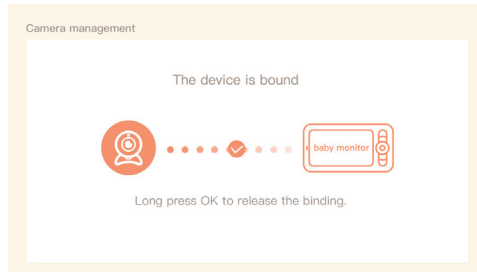 Camera management
The device is bound
baby monitor
Long press OK to release the binding.